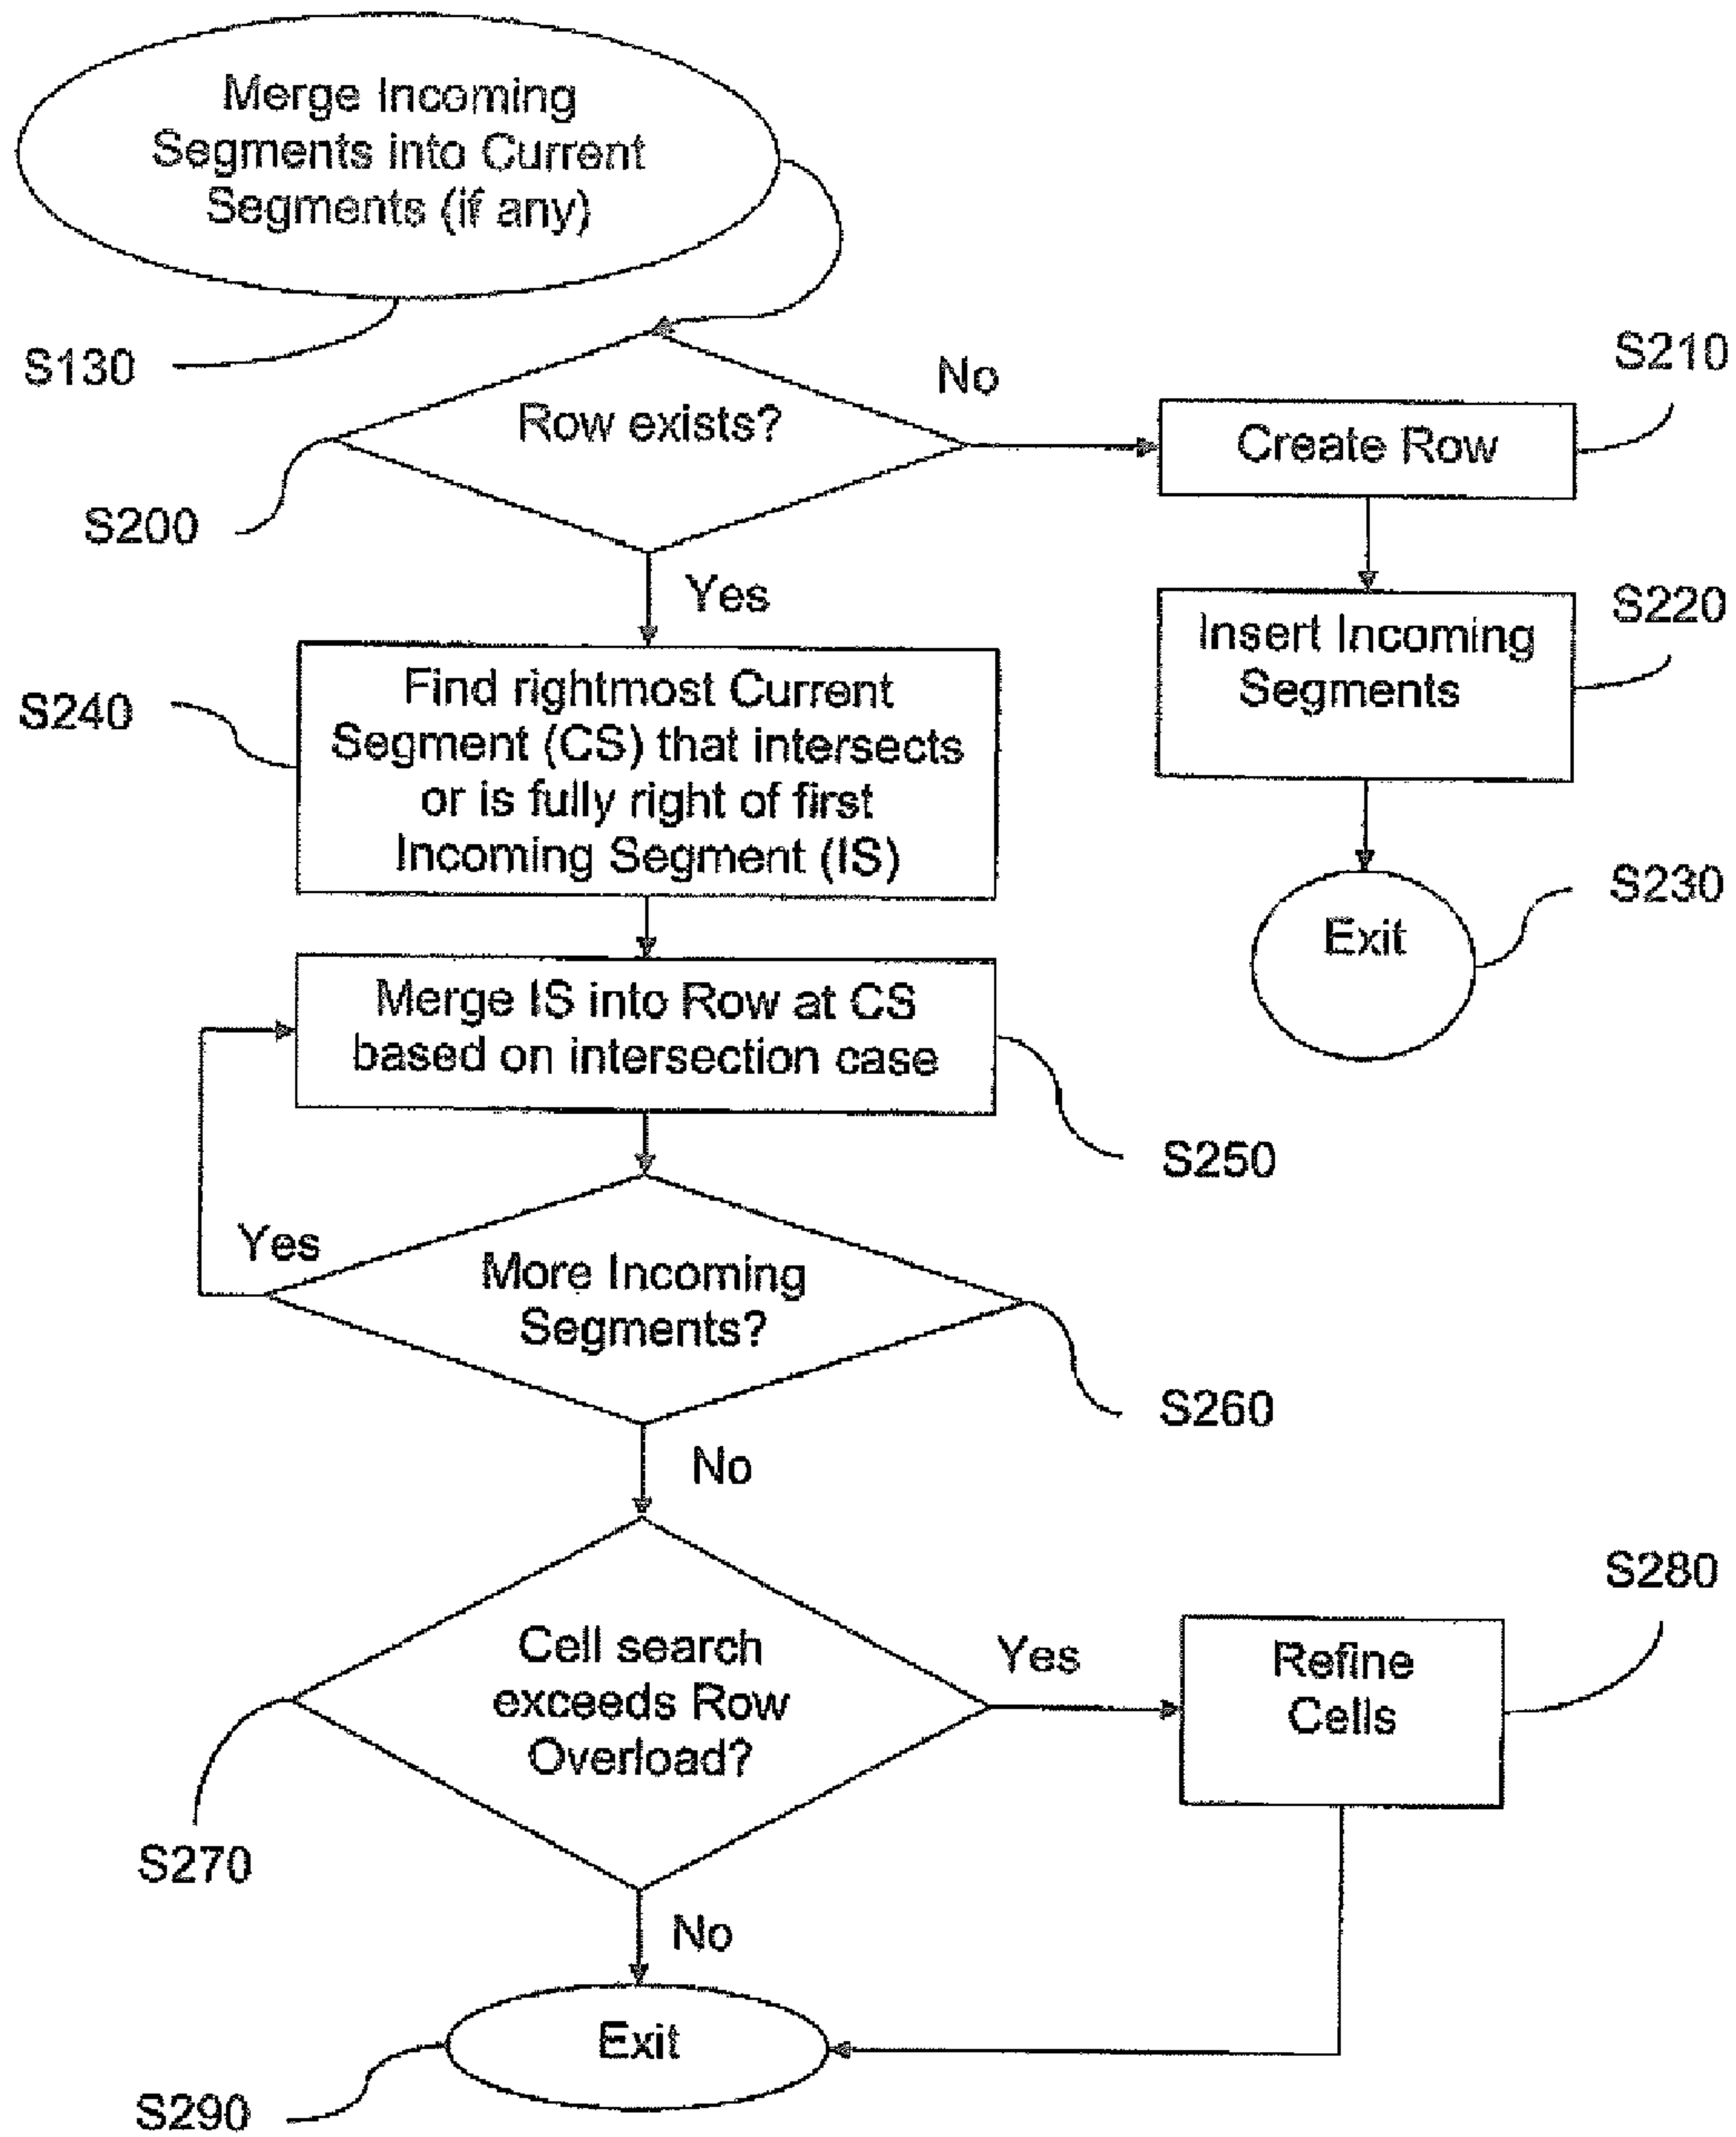 Merge Incoming
Segments into Current
Segments (if any)
S130
Row exists?
No
S210
Create Row
S200
Yes
S220
Insert Incoming
Segments
S240
Find rightmost Current
Segment (CS) that intersects
or is fully right of first
Incoming Segment (IS)
S230
Exit
Merge IS into Row at CS
based on intersection case
S250
Yes
More Incoming
Segments?
S260
No
S280
Cell search
exceeds Row
Overload?
Yes
Refine
Cells
S270
No
Exit
S290